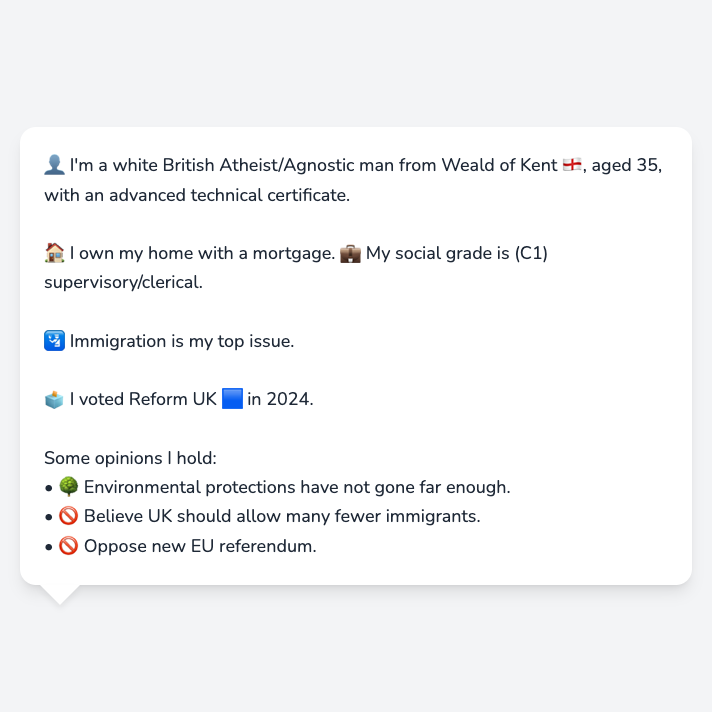 👤 I'm a white British Atheist/Agnostic man from Weald of Kent 🏴󠁧󠁢󠁥󠁮󠁧󠁿, aged 35,
with an advanced technical certificate.
🏠 I own my home with a mortgage. 💼 My social grade is (C1)
supervisory/clerical.
🛂 Immigration is my top issue.
🗳️ I voted Reform UK 🟦 in 2024.
Some opinions I hold:
• 🌳 Environmental protections have not gone far enough.
• 🚫 Believe UK should allow many fewer immigrants.
• 🚫 Oppose new EU referendum.